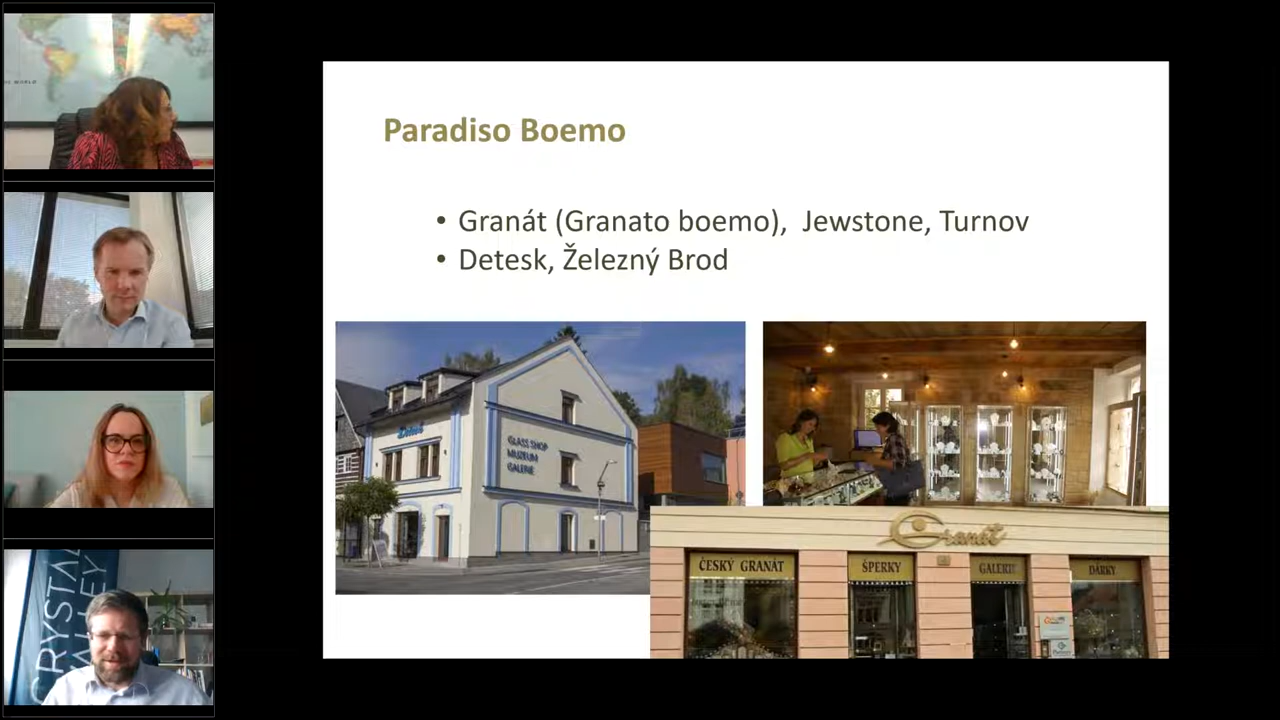 Paradiso Boemo
• Granát (Granato boemo), Jewstone, Turnov
• Detesk, Železný Brod
GLASS SHOP
MUZEUM
GALERIE
Granát
ČESKÝ GRANÁT
ŠPERKY
GALERIE
DÁRKY
CRYSTAL
VALLEY